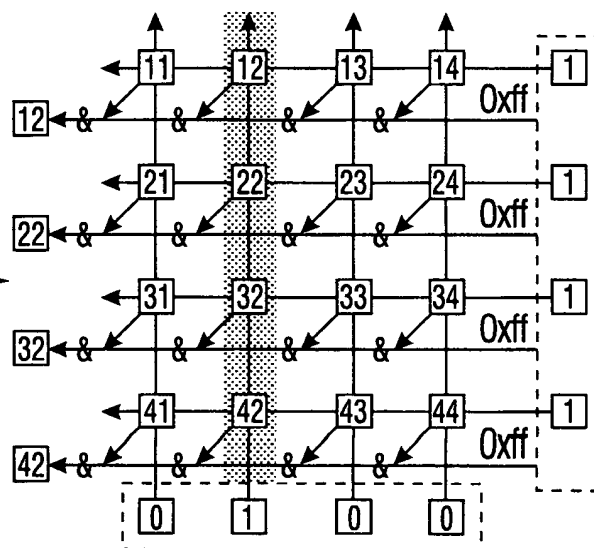 11 12 13 14 1
0xff
12 & & & &
21 22 23 24 1
0xff
22 & & & &
31 32 33 34 1
0xff
32 & & & &
41 42 43 44 1
0xff
42 & & & &
0 1 0 0